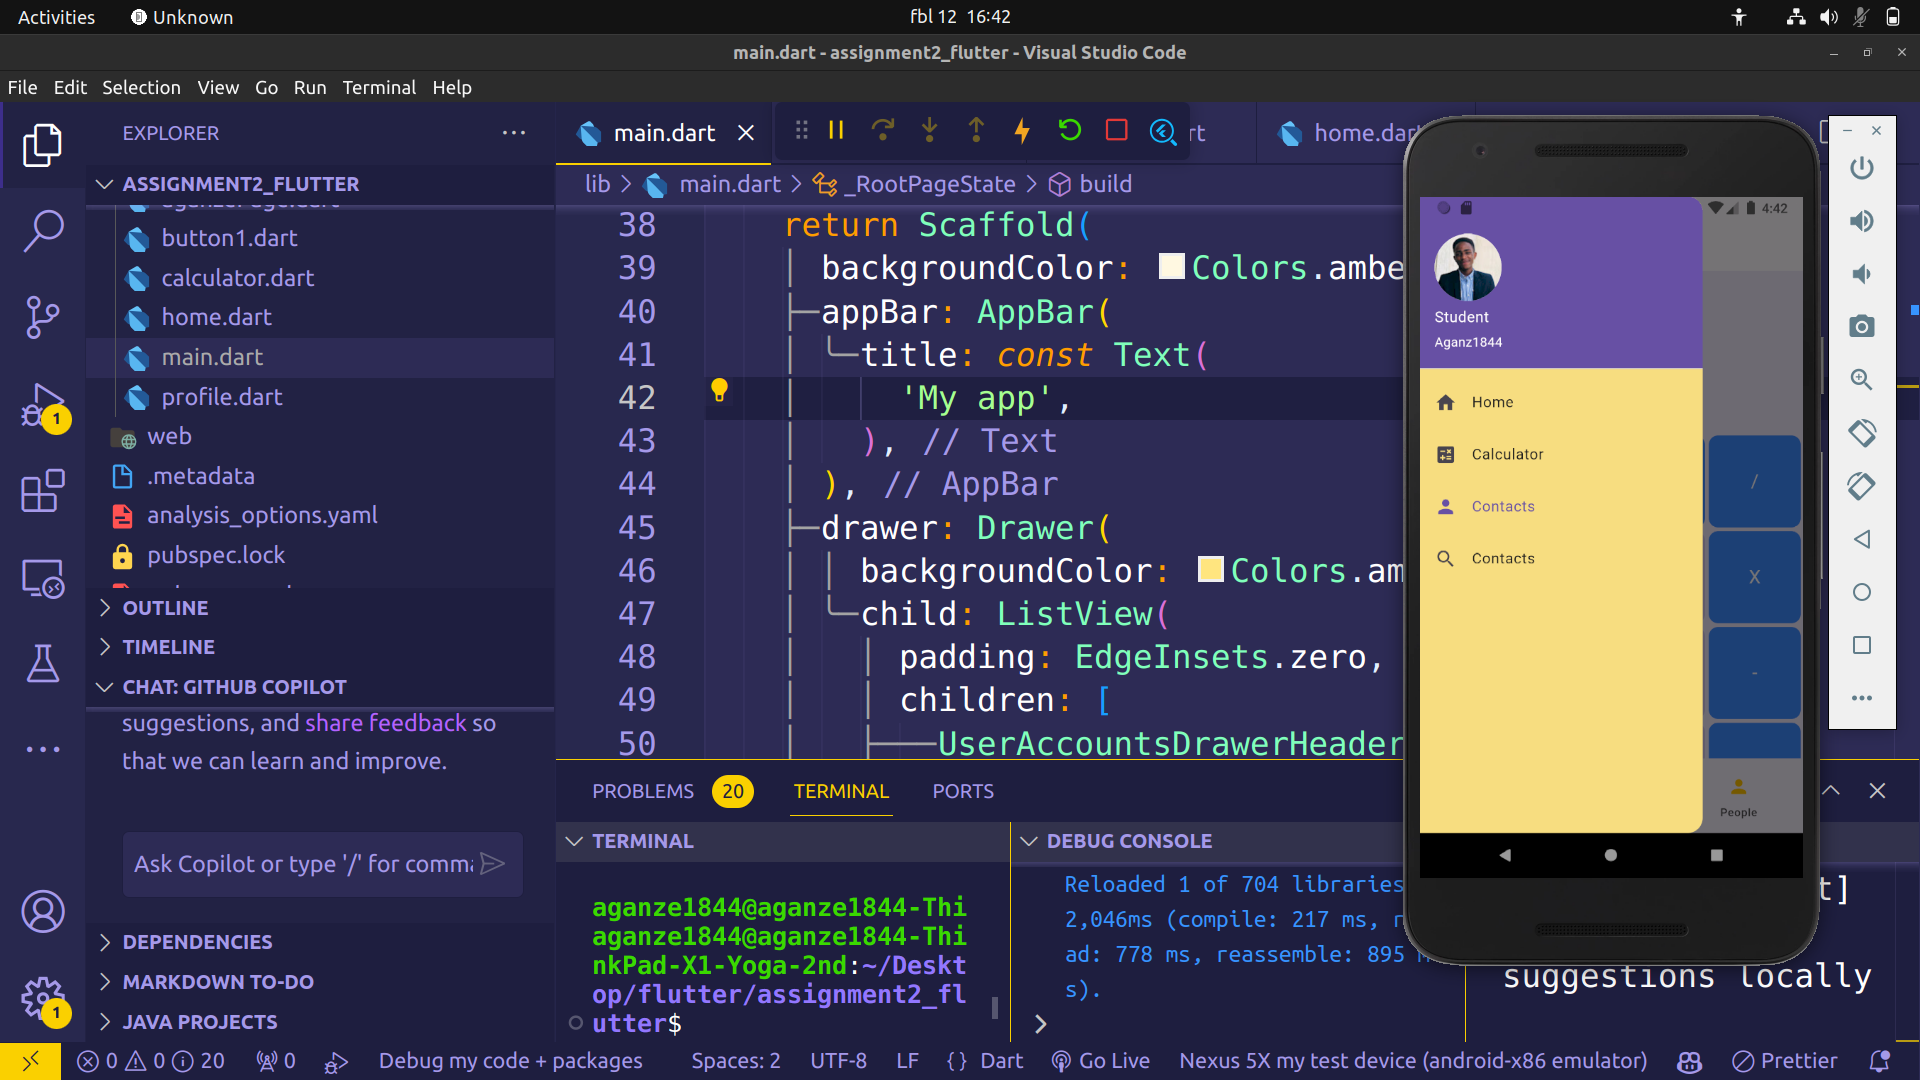 Activities
Unknown
fbl 12 16:42
main.dart - assignment2_flutter - Visual Studio Code
File Edit Selection View Go Run Terminal Help
EXPLORER
ASSIGNMENT2_FLUTTER
button1.dart
calculator.dart
home.dart
main.dart
profile.dart
web
.metadata
analysis_options.yaml
pubspec.lock
OUTLINE
TIMELINE
CHAT: GITHUB COPILOT
suggestions, and share feedback so
that we can learn and improve.
Ask Copilot or type '/' for comma
DEPENDENCIES
MARKDOWN TO-DO
JAVA PROJECTS
1
1
main.dart
rt
home.dart
lib > main.dart > _RootPageState > build
38 return Scaffold(
39 backgroundColor: Colors.ambe
40 appBar: AppBar(
41 title: const Text(
42 'My app',
43 ), // Text
44 ), // AppBar
45 drawer: Drawer(
46 backgroundColor: Colors.am
47 child: ListView(
48 padding: EdgeInsets.zero,
49 children: [
50 UserAccountsDrawerHeader
PROBLEMS 20 TERMINAL PORTS
TERMINAL
aganze1844@aganze1844-Thi
aganze1844@aganze1844-Thi
nkPad-X1-Yoga-2nd:~/Deskt
op/flutter/assignment2_fl
utter$
DEBUG CONSOLE
Reloaded 1 of 704 libraries
2,046ms (compile: 217 ms, r
ad: 778 ms, reassemble: 895
s).
>
t]
suggestions locally
4:42
Student
Aganz1844
Home
Calculator
Contacts
Contacts
/
X
-
People
0 0 20 0 Debug my code + packages Spaces: 2 UTF-8 LF {} Dart Go Live Nexus 5X my test device (android-x86 emulator) Prettier